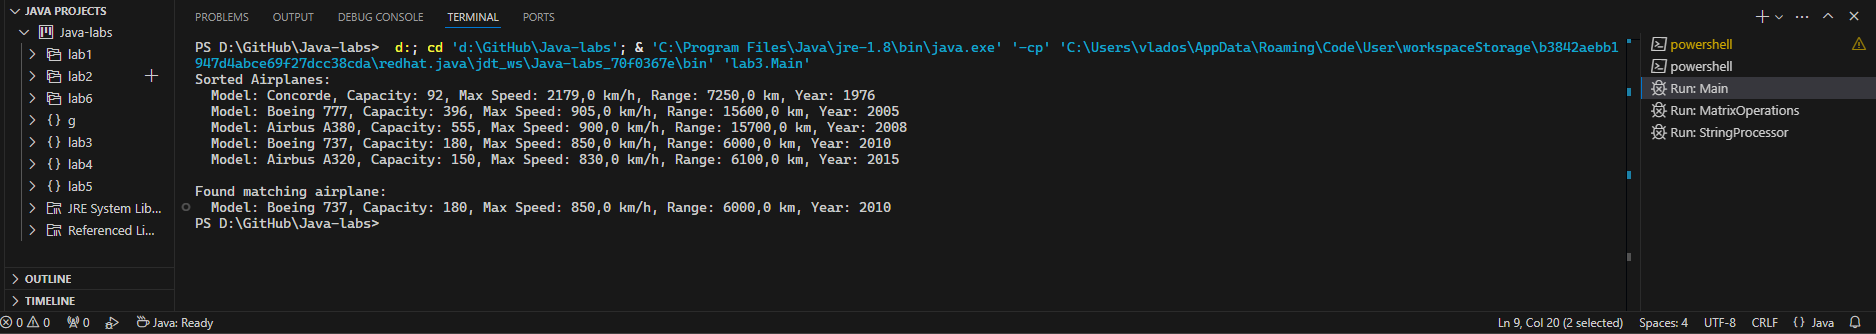 JAVA PROJECTS
Java-labs
lab1
lab2
lab6
g
lab3
lab4
lab5
JRE System Lib...
Referenced Li...
OUTLINE
TIMELINE
PROBLEMS OUTPUT DEBUG CONSOLE TERMINAL PORTS
PS D:\GitHub\Java-labs>  d:; cd 'd:\GitHub\Java-labs'; & 'C:\Program Files\Java\jre-1.8\bin\java.exe' '-cp' 'C:\Users\vlados\AppData\Roaming\Code\User\workspaceStorage\b3842aebb1
947d4abce69f27dcc38cda\redhat.java\jdt_ws\Java-labs_70f0367e\bin' 'lab3.Main'
Sorted Airplanes:
  Model: Concorde, Capacity: 92, Max Speed: 2179,0 km/h, Range: 7250,0 km, Year: 1976
  Model: Boeing 777, Capacity: 396, Max Speed: 905,0 km/h, Range: 15600,0 km, Year: 2005
  Model: Airbus A380, Capacity: 555, Max Speed: 900,0 km/h, Range: 15700,0 km, Year: 2008
  Model: Boeing 737, Capacity: 180, Max Speed: 850,0 km/h, Range: 6000,0 km, Year: 2010
  Model: Airbus A320, Capacity: 150, Max Speed: 830,0 km/h, Range: 6100,0 km, Year: 2015
Found matching airplane:
  Model: Boeing 737, Capacity: 180, Max Speed: 850,0 km/h, Range: 6000,0 km, Year: 2010
PS D:\GitHub\Java-labs>
powershell
powershell
Run: Main
Run: MatrixOperations
Run: StringProcessor
0 0 0 Java: Ready Ln 9, Col 20 (2 selected) Spaces: 4 UTF-8 CRLF {} Java